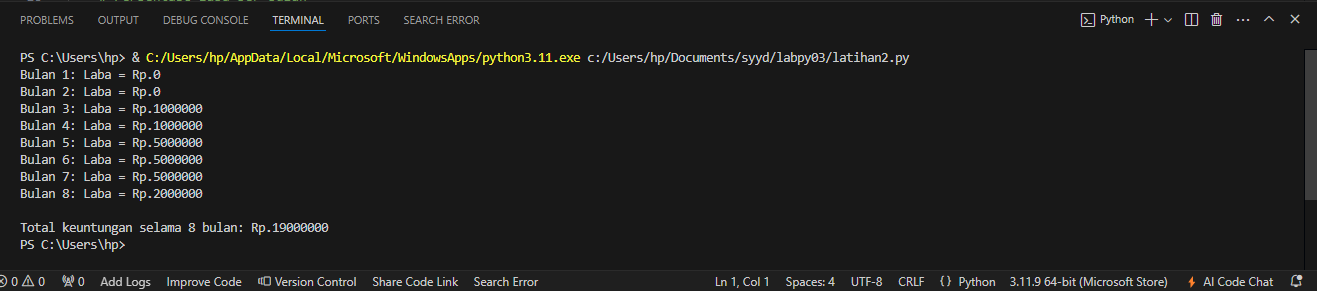 PROBLEMS OUTPUT DEBUG CONSOLE TERMINAL PORTS SEARCH ERROR Python
PS C:\Users\hp> & C:/Users/hp/AppData/Local/Microsoft/WindowsApps/python3.11.exe c:/Users/hp/Documents/syyd/labpy03/latihan2.py
Bulan 1: Laba = Rp.0
Bulan 2: Laba = Rp.0
Bulan 3: Laba = Rp.1000000
Bulan 4: Laba = Rp.1000000
Bulan 5: Laba = Rp.5000000
Bulan 6: Laba = Rp.5000000
Bulan 7: Laba = Rp.5000000
Bulan 8: Laba = Rp.2000000
Total keuntungan selama 8 bulan: Rp.19000000
PS C:\Users\hp>
0 0 0 Add Logs Improve Code Version Control Share Code Link Search Error Ln 1, Col 1 Spaces: 4 UTF-8 CRLF { } Python 3.11.9 64-bit (Microsoft Store) AI Code Chat